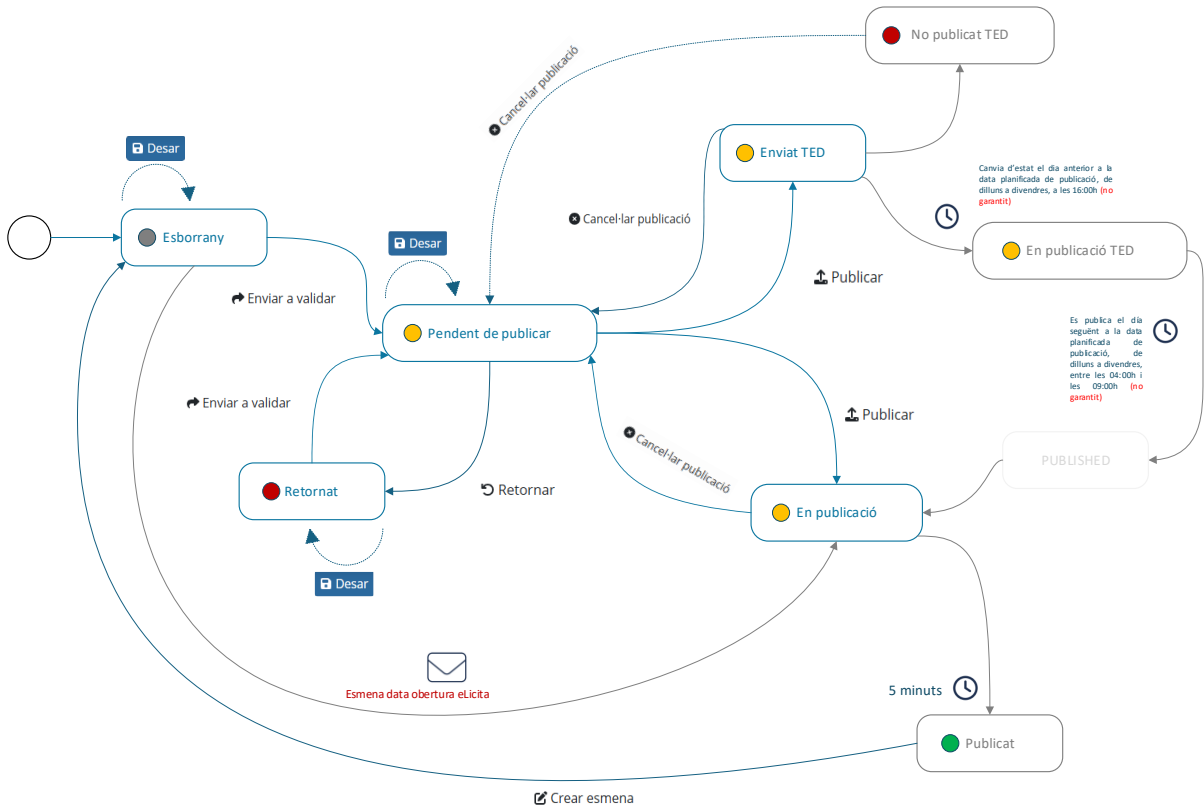 No publicat TED
Cancel·lar publicació
Desar
Enviat TED
Canvia d'estat el dia anterior a la
data planificada de publicació, de
dilluns a divendres, a les 16:00h (no
garantit)
Cancel·lar publicació
Esborrany
Desar
En publicació TED
Publicar
Enviar a validar
Pendent de publicar
Es publica el día
seguënt a la data
planificada de
publicació, de
dilluns a divendres,
entre les 04:00h i
les 09:00h (no
garantit)
Enviar a validar
Publicar
Cancel·lar publicació
PUBLISHED
Retornat
Retornar
En publicació
Desar
Esmena data obertura eLicita
5 minuts
Publicat
Crear esmena